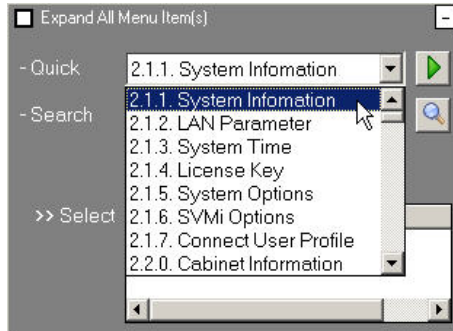 Expand All Menu Item(s)
- Quick
2.1.1. System Infomation
- Search
2.1.1. System Infomation
2.1.2. LAN Parameter
2.1.3. System Time
2.1.4. License Key
2.1.5. System Options
2.1.6. SVMi Options
2.1.7. Connect User Profile
2.2.0. Cabinet Information
>> Select